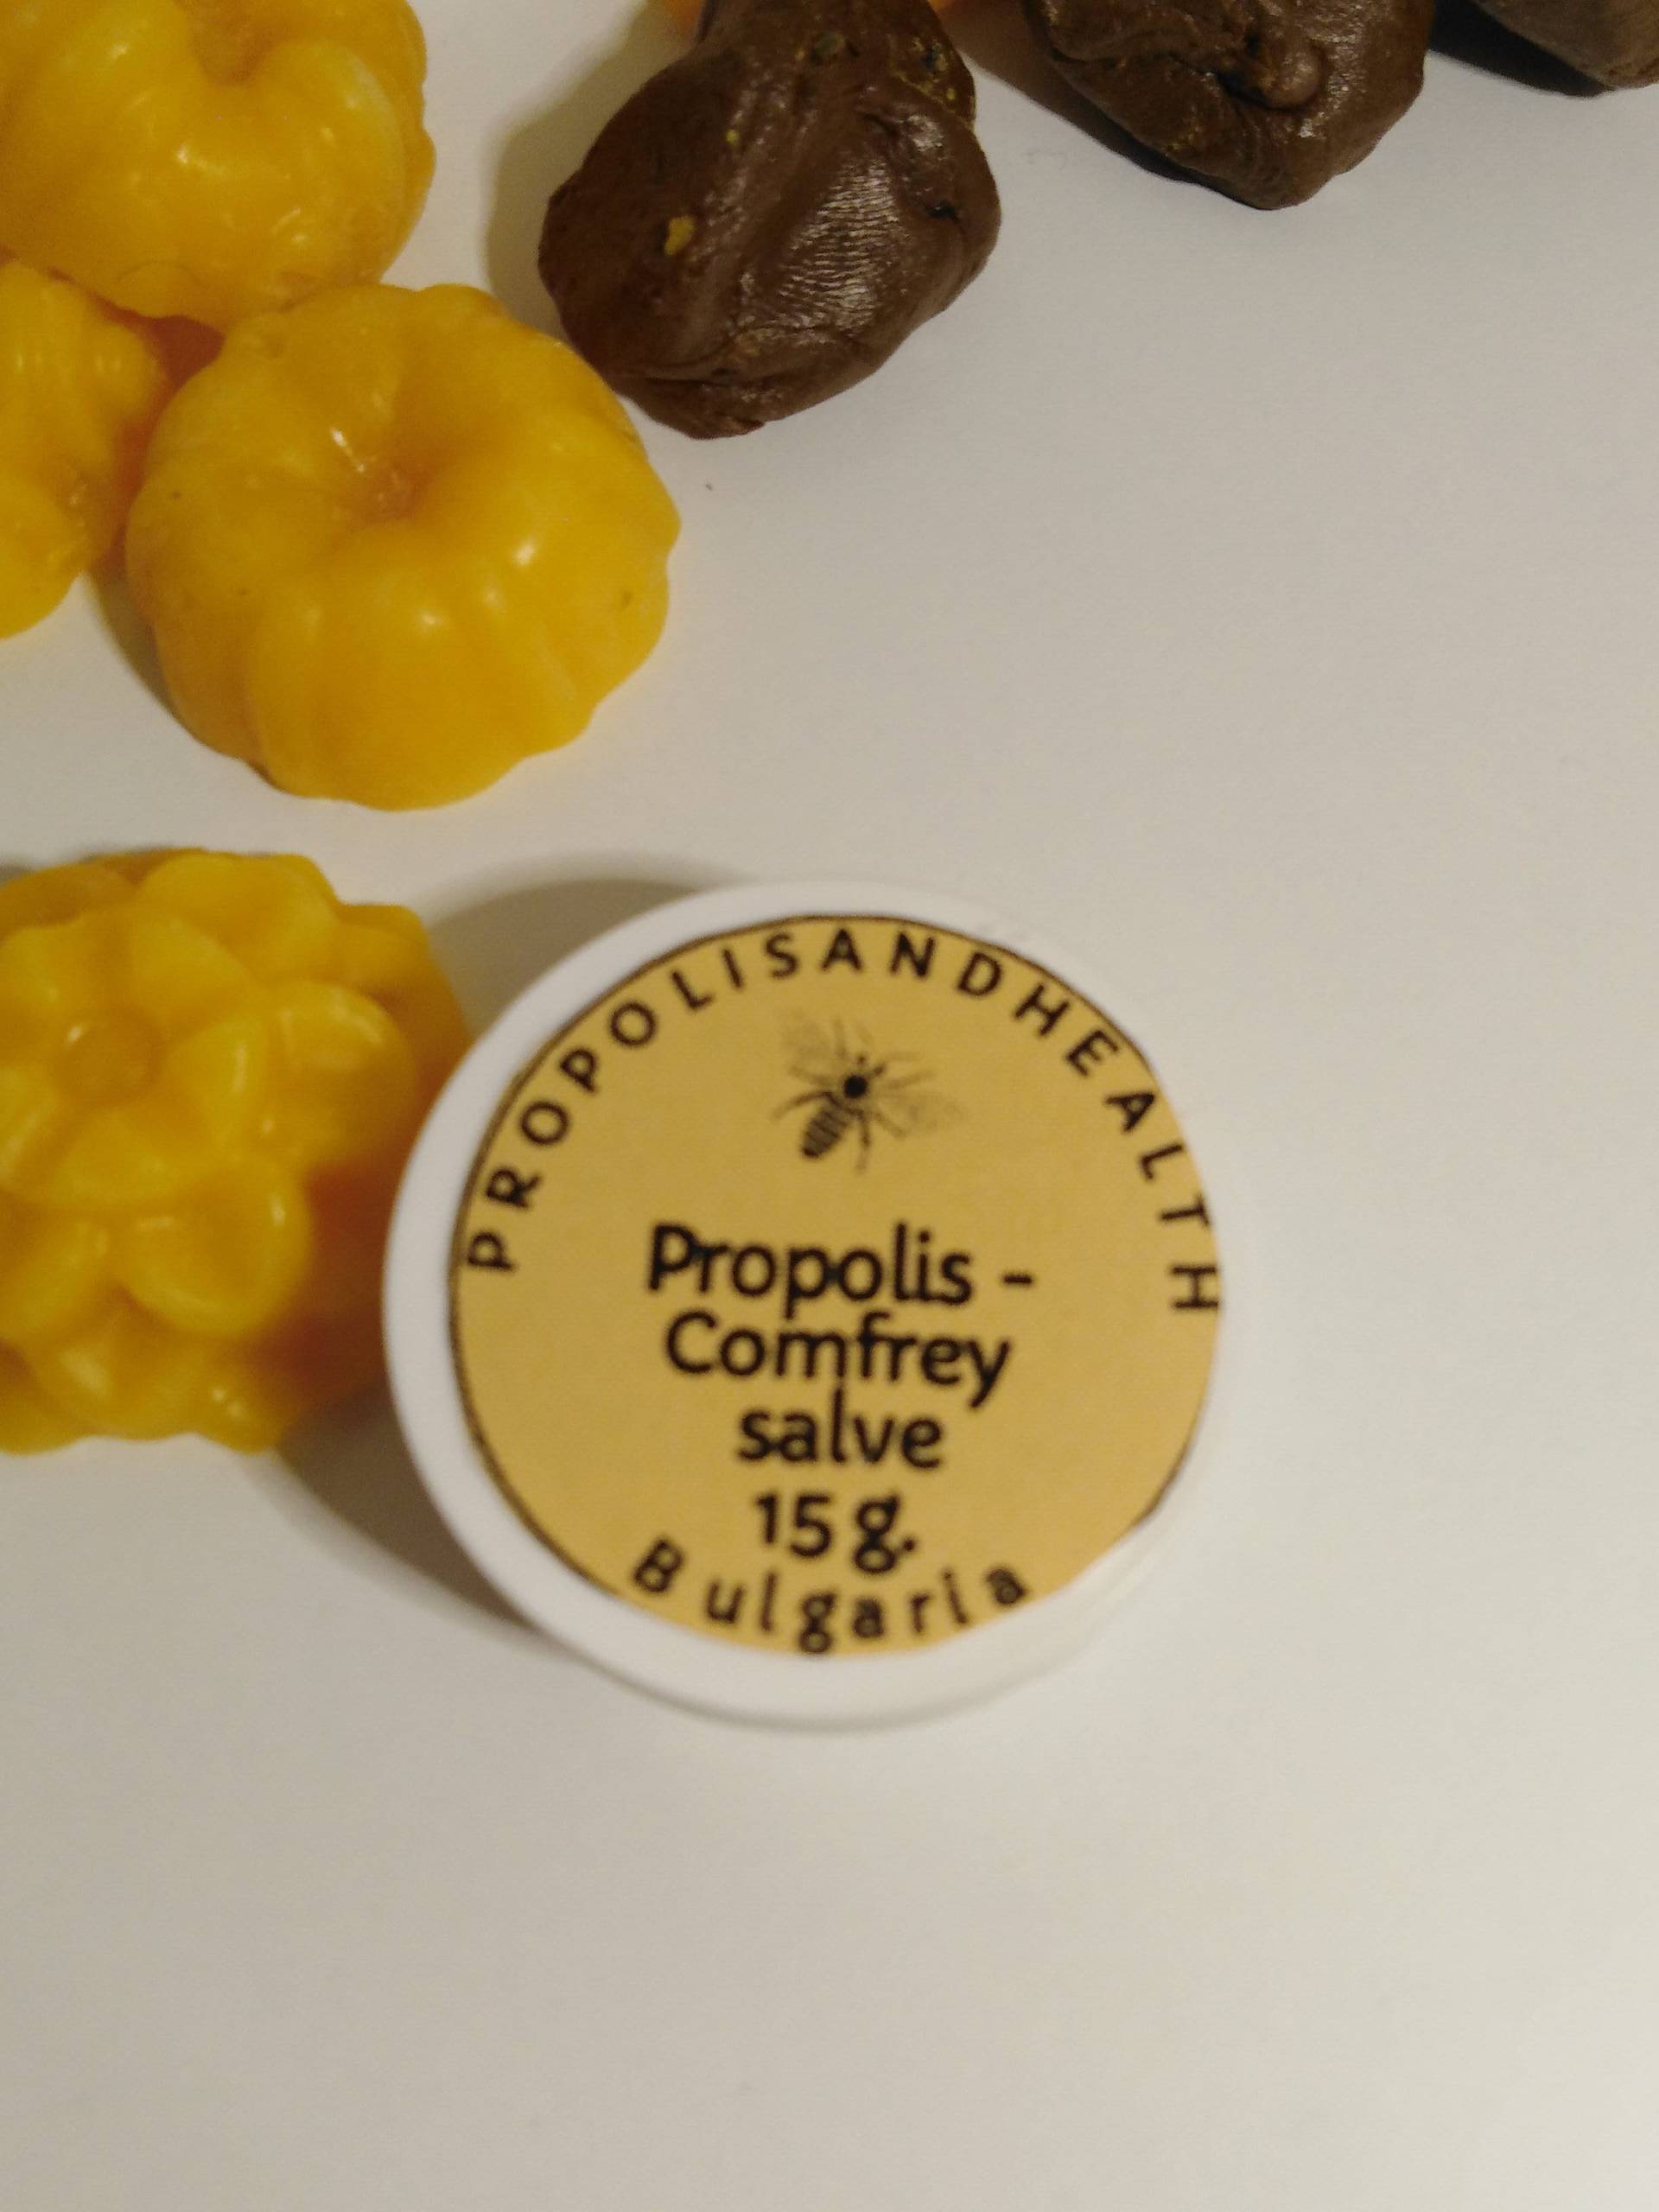 PROPOLISANDHEALTH
Propolis -
Comfrey
salve
15 g.
Bulgaria